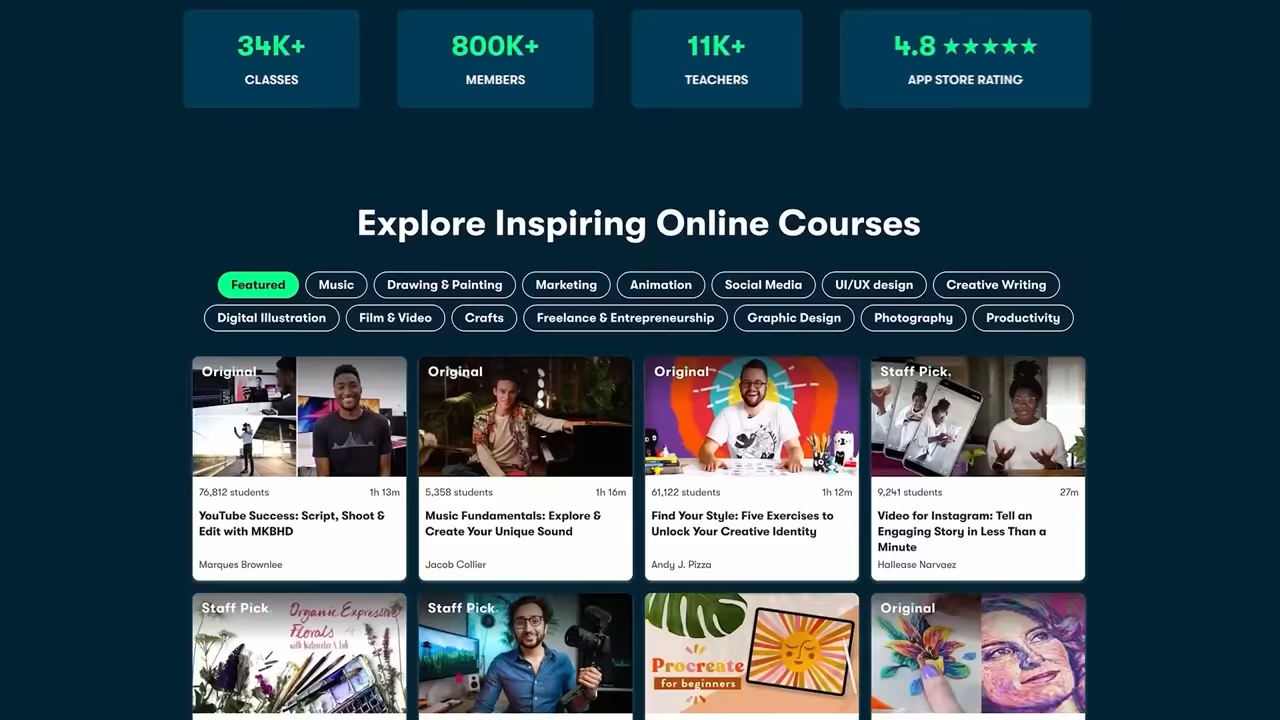 34K+
CLASSES
800K+
MEMBERS
11K+
TEACHERS
4.8 ★★★★★
APP STORE RATING
Explore Inspiring Online Courses
Featured
Music
Drawing & Painting
Marketing
Animation
Social Media
UI/UX design
Creative Writing
Digital Illustration
Film & Video
Crafts
Freelance & Entrepreneurship
Graphic Design
Photography
Productivity
Original
76,812 students
1h 13m
YouTube Success: Script, Shoot &
Edit with MKBHD
Marques Brownlee
Original
5,358 students
1h 16m
Music Fundamentals: Explore &
Create Your Unique Sound
Jacob Collier
Original
61,122 students
1h 12m
Find Your Style: Five Exercises to
Unlock Your Creative Identity
Andy J. Pizza
Staff Pick.
9,241 students
27m
Video for Instagram: Tell an
Engaging Story in Less Than a
Minute
Hallease Narvaez
Staff Pick
Organic Expressive
Florals
Staff Pick
Procreate
for beginners
Original